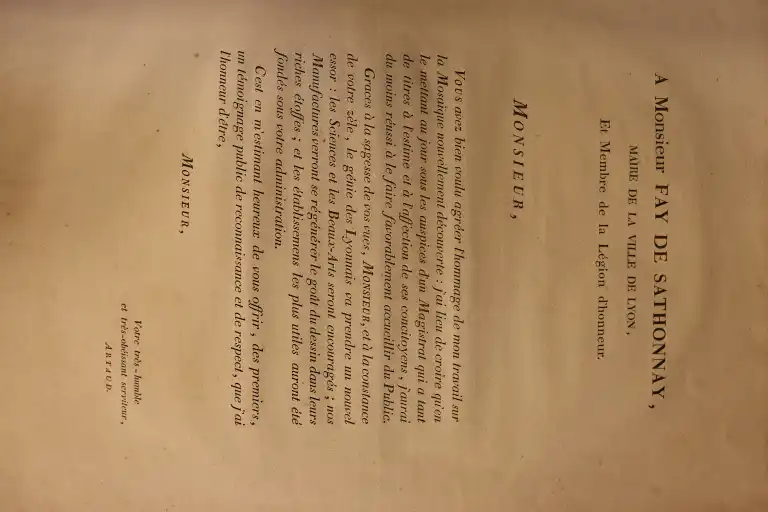 A Monsieur FAY DE SATHONNAY,
MAIRE DE LA VILLE DE LYON,
Et Membre de la Légion d'honneur.
MONSIEUR,
Vous avez bien voulu agréer l'hommage de mon travail sur
la Mosaïque nouvellement découverte : j'ai lieu de croire qu'en
le mettant au jour sous les auspices d'un Magistrat qui a tant
de titres à l'estime et à l'affection de ses concitoyens, j'aurai
du moins réussi à le faire favorablement accueillir du Public.
Graces à la sagesse de vos vues, MONSIEUR, et à la constance
de votre zèle, le génie des Lyonnais va prendre un nouvel
essor : les Sciences et les Beaux-Arts seront encouragés ; nos
Manufactures verront se régénérer le goût du dessin dans leurs
riches étoffes ; et les établissemens les plus utiles auront été
fondés sous votre administration.
C'est en m'estimant heureux de vous offrir, des premiers,
un témoignage public de reconnaissance et de respect, que j'ai
l'honneur d'être,
MONSIEUR,
Votre très-humble
et très-obéissant serviteur,
ARTAUD.